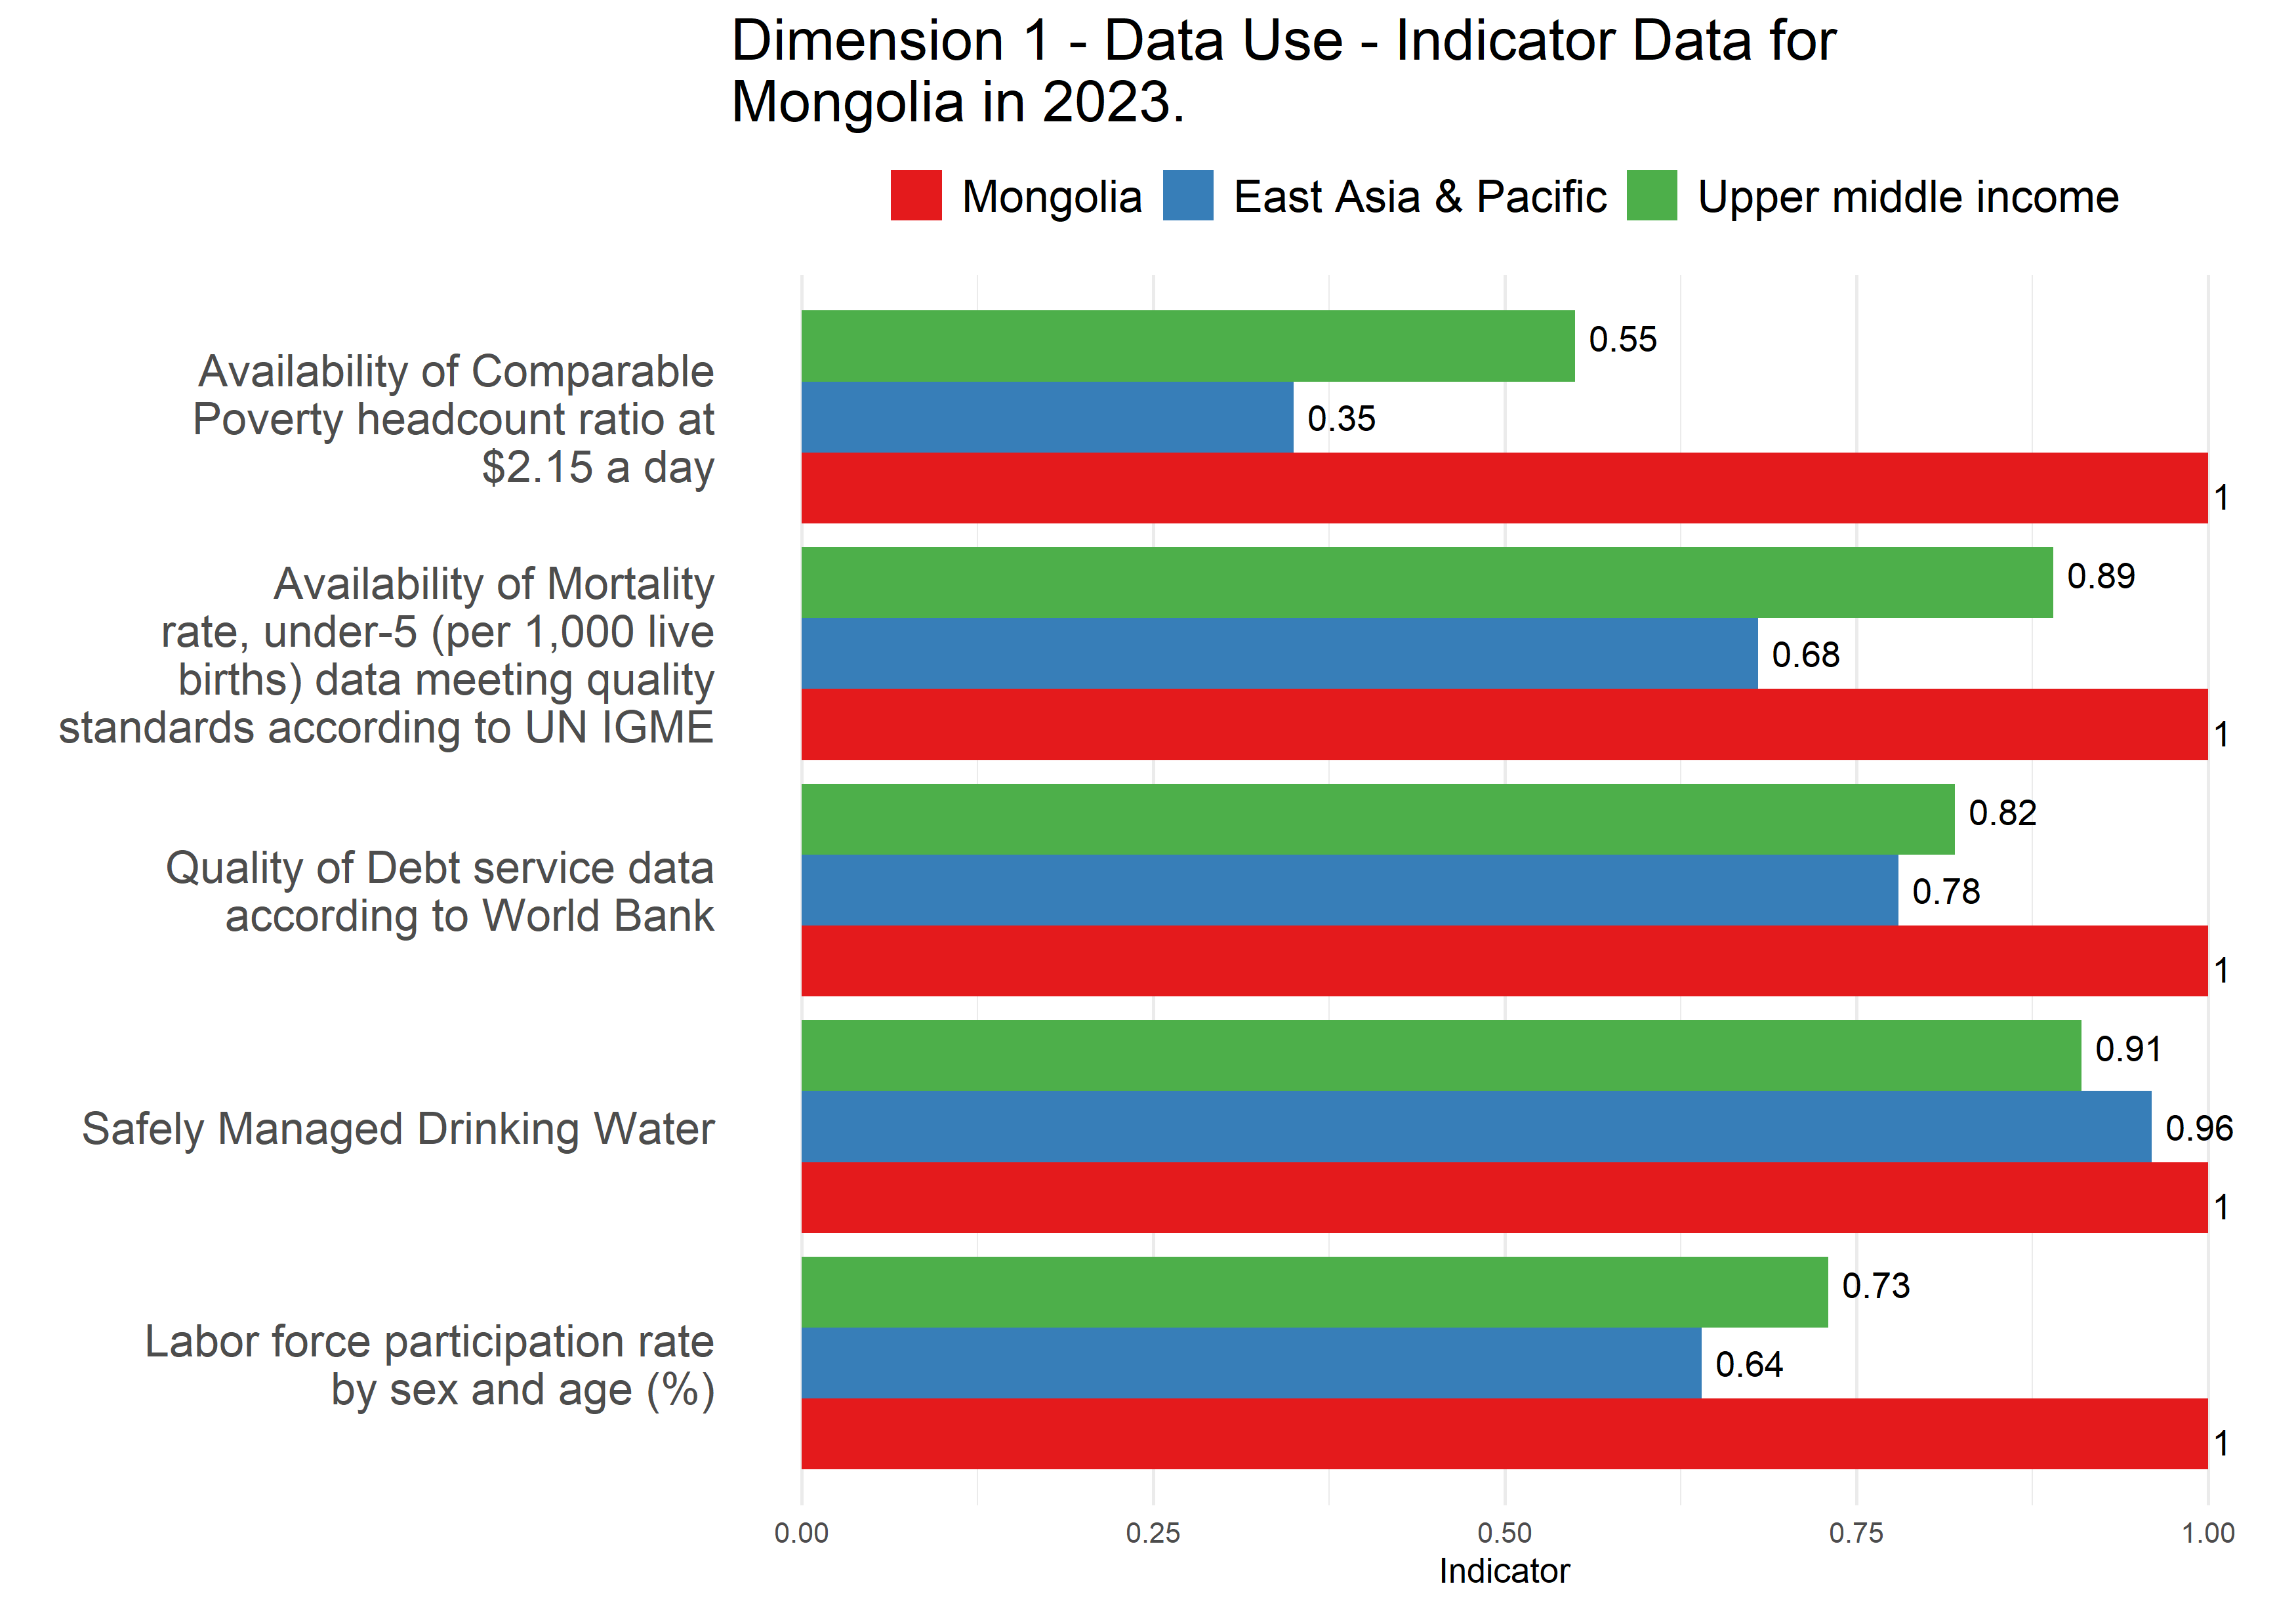 Dimension 1 - Data Use - Indicator Data for
Mongolia in 2023.
Mongolia
East Asia & Pacific
Upper middle income
Availability of Comparable
Poverty headcount ratio at
$2.15 a day
0.55
0.35
1
Availability of Mortality
rate, under-5 (per 1,000 live
births) data meeting quality
standards according to UN IGME
0.89
0.68
1
Quality of Debt service data
according to World Bank
0.82
0.78
1
Safely Managed Drinking Water
0.91
0.96
1
Labor force participation rate
by sex and age (%)
0.73
0.64
1
0.00
0.25
0.50
0.75
1.00
Indicator